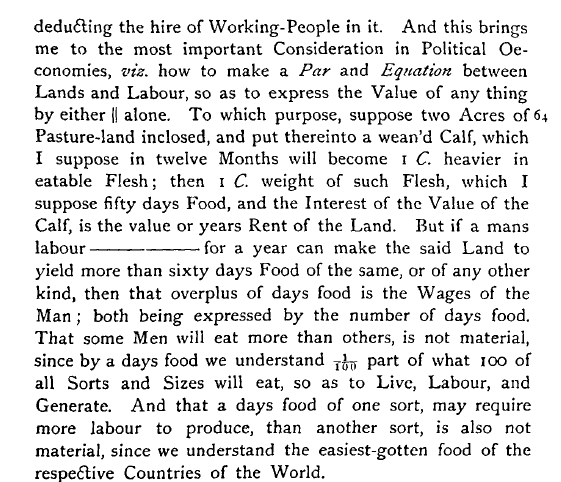 deducting the hire of Working-People in it. And this brings
me to the most important Consideration in Political Oe-
conomies, viz. how to make a Par and Equation between
Lands and Labour, so as to express the Value of any thing
by either || alone. To which purpose, suppose two Acres of 64
Pasture-land inclosed, and put thereinto a wean'd Calf, which
I suppose in twelve Months will become 1 C. heavier in
eatable Flesh; then 1 C. weight of such Flesh, which I
suppose fifty days Food, and the Interest of the Value of the
Calf, is the value or years Rent of the Land. But if a mans
labour ———— for a year can make the said Land to
yield more than sixty days Food of the same, or of any other
kind, then that overplus of days food is the Wages of the
Man; both being expressed by the number of days food.
That some Men will eat more than others, is not material,
since by a days food we understand 1/100 part of what 100 of
all Sorts and Sizes will eat, so as to Live, Labour, and
Generate. And that a days food of one sort, may require
more labour to produce, than another sort, is also not
material, since we understand the easiest-gotten food of the
respective Countries of the World.